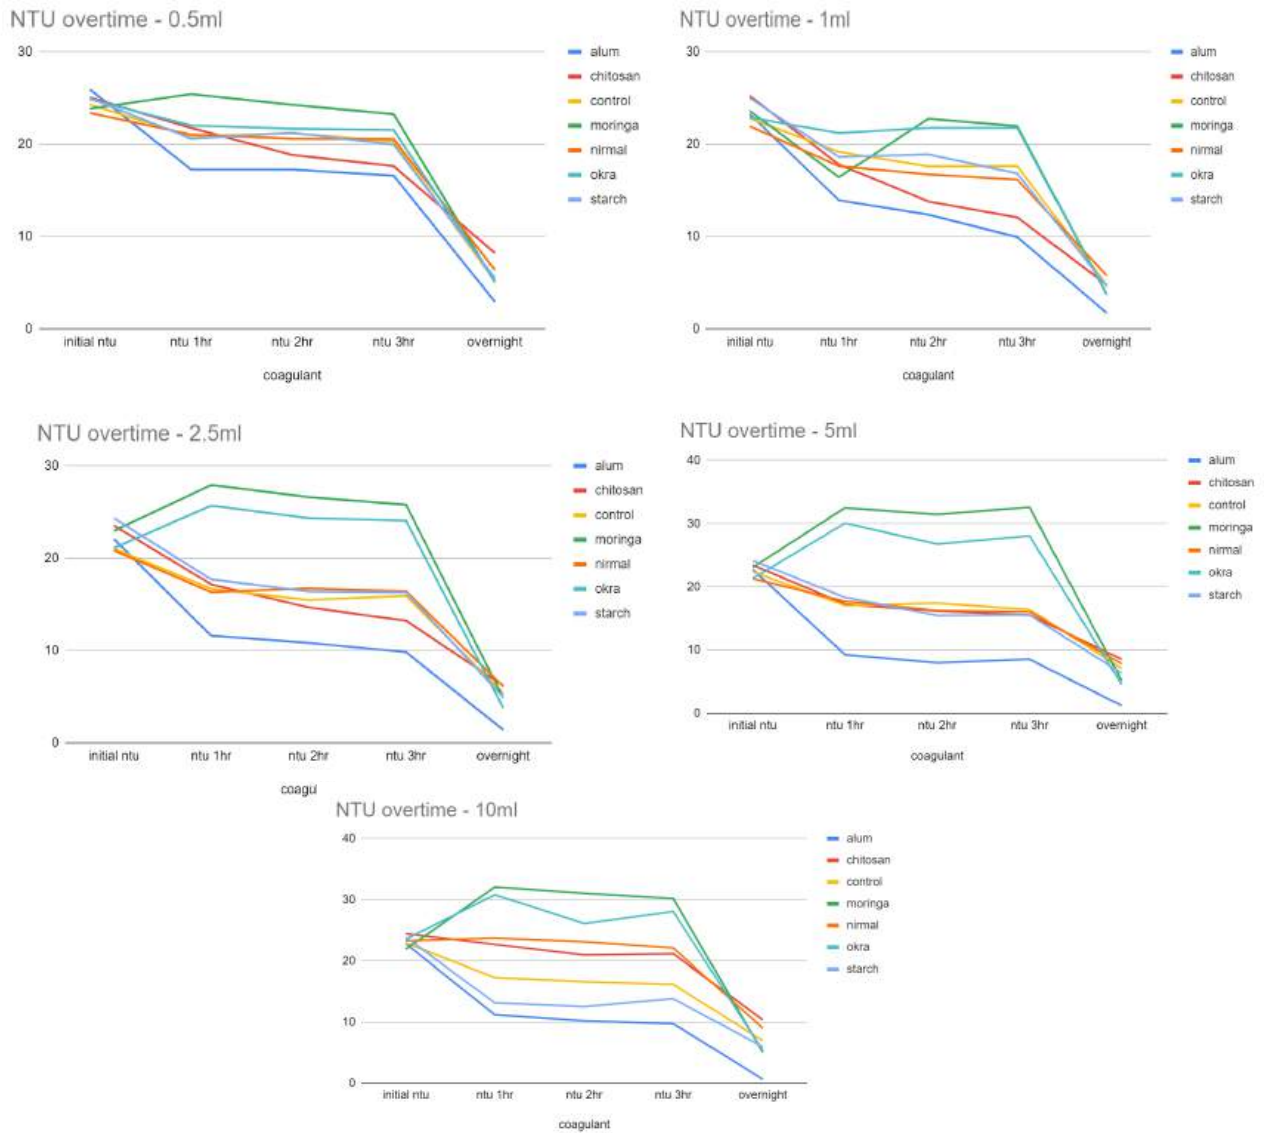 NTU overtime - 0.5ml
30
20
10
0
initial ntu
ntu 1hr
ntu 2hr
ntu 3hr
overnight
coagulant
alum
chitosan
control
moringa
nirmal
okra
starch
NTU overtime - 1ml
30
20
10
0
initial ntu
ntu 1hr
ntu 2hr
ntu 3hr
overnight
coagulant
alum
chitosan
control
moringa
nirmal
okra
starch
NTU overtime - 2.5ml
30
20
10
0
initial ntu
ntu 1hr
ntu 2hr
ntu 3hr
overnight
coagu
alum
chitosan
control
moringa
nirmal
okra
starch
NTU overtime - 5ml
40
30
20
10
0
initial ntu
ntu 1hr
ntu 2hr
ntu 3hr
overnight
coagulant
alum
chitosan
control
moringa
nirmal
okra
starch
NTU overtime - 10ml
40
30
20
10
0
initial ntu
ntu 1hr
ntu 2hr
ntu 3hr
overnight
coagulant
alum
chitosan
control
moringa
nirmal
okra
starch